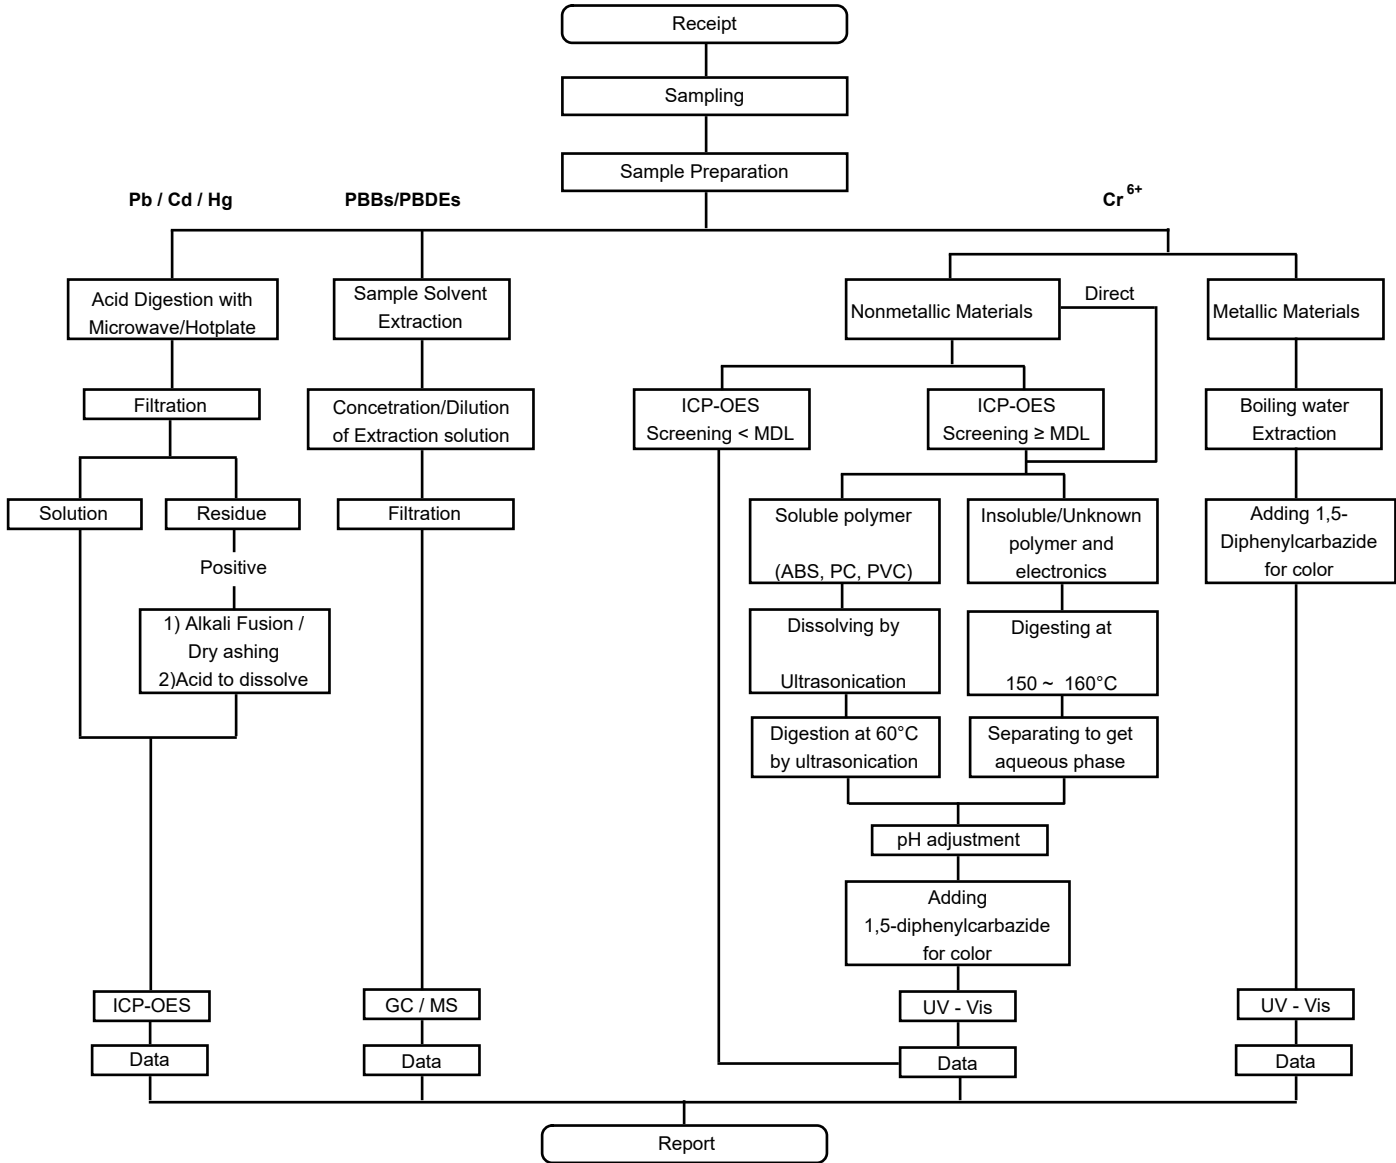 Receipt
Sampling
Sample Preparation
Pb / Cd / Hg
PBBs/PBDEs
Cr 6+
Acid Digestion with
Microwave/Hotplate
Sample Solvent
Extraction
Nonmetallic Materials
Direct
Metallic Materials
Filtration
Concetration/Dilution
of Extraction solution
ICP-OES
Screening < MDL
ICP-OES
Screening ≥ MDL
Boiling water
Extraction
Solution
Residue
Filtration
Soluble polymer
(ABS, PC, PVC)
Insoluble/Unknown
polymer and
electronics
Adding 1,5-
Diphenylcarbazide
for color
Positive
1) Alkali Fusion /
Dry ashing
2)Acid to dissolve
Dissolving by
Ultrasonication
Digesting at
150 ~ 160°C
Digestion at 60°C
by ultrasonication
Separating to get
aqueous phase
pH adjustment
Adding
1,5-diphenylcarbazide
for color
ICP-OES
GC / MS
UV - Vis
UV - Vis
Data
Data
Data
Data
Report